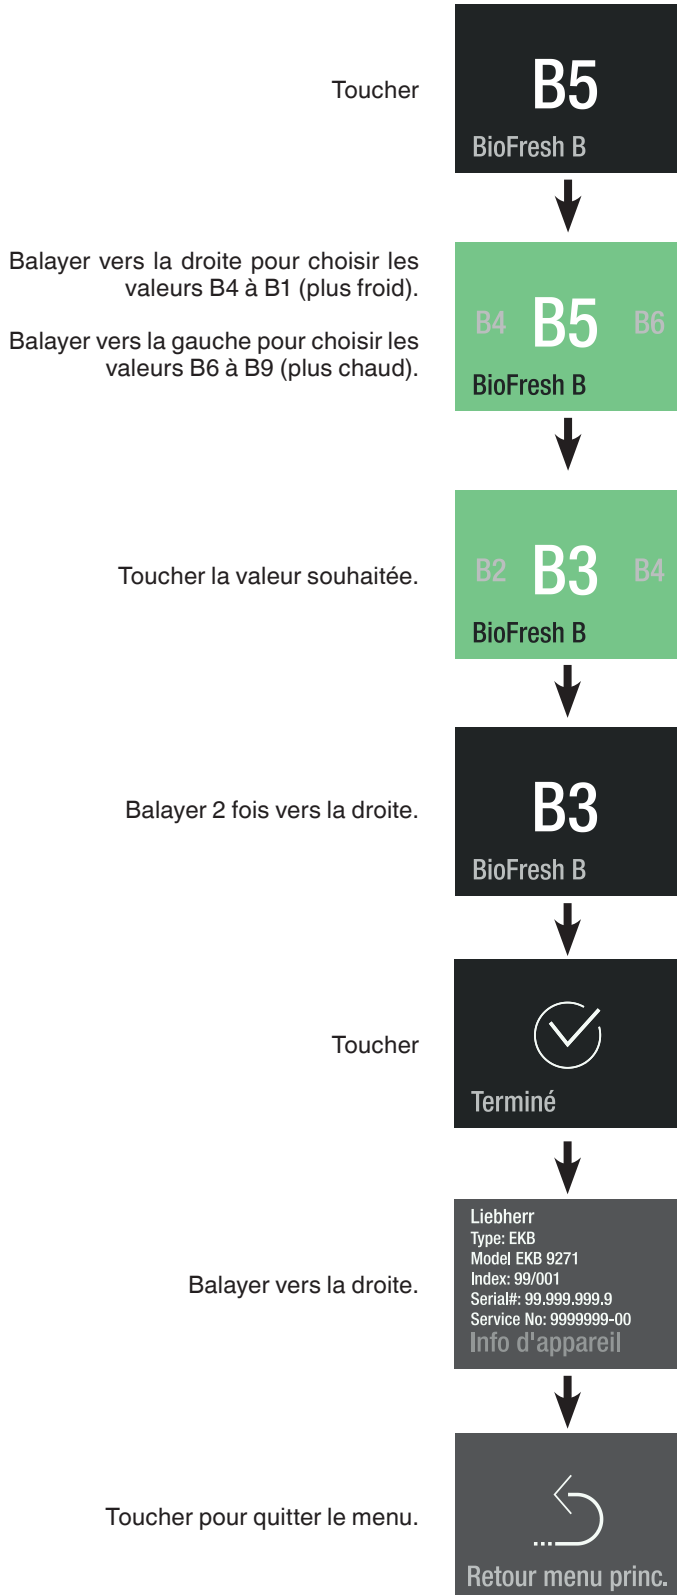 Toucher
B5
BioFresh B
Balayer vers la droite pour choisir les
valeurs B4 à B1 (plus froid).
Balayer vers la gauche pour choisir les
valeurs B6 à B9 (plus chaud).
B4 B5 B6
BioFresh B
Toucher la valeur souhaitée.
B2 B3 B4
BioFresh B
Balayer 2 fois vers la droite.
B3
BioFresh B
Toucher
Terminé
Balayer vers la droite.
Liebherr
Type: EKB
Model EKB 9271
Index: 99/001
Serial#: 99.999.999.9
Service No: 9999999-00
Info d'appareil
Toucher pour quitter le menu.
Retour menu princ.